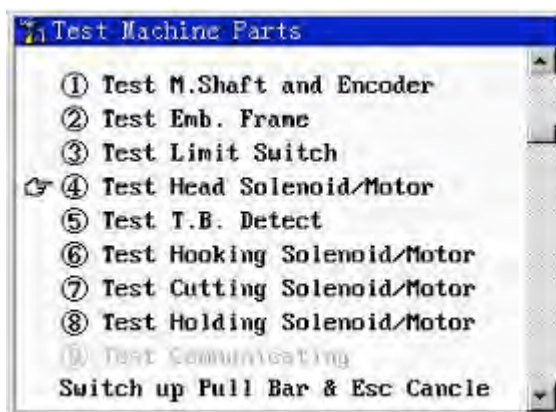 Test Machine Parts
① Test M.Shaft and Encoder
② Test Emb. Frame
③ Test Limit Switch
④ Test Head Solenoid/Motor
⑤ Test T.B. Detect
⑥ Test Hooking Solenoid/Motor
⑦ Test Cutting Solenoid/Motor
⑧ Test Holding Solenoid/Motor
⑨ Test Communicating
Switch up Pull Bar & Esc Cancle